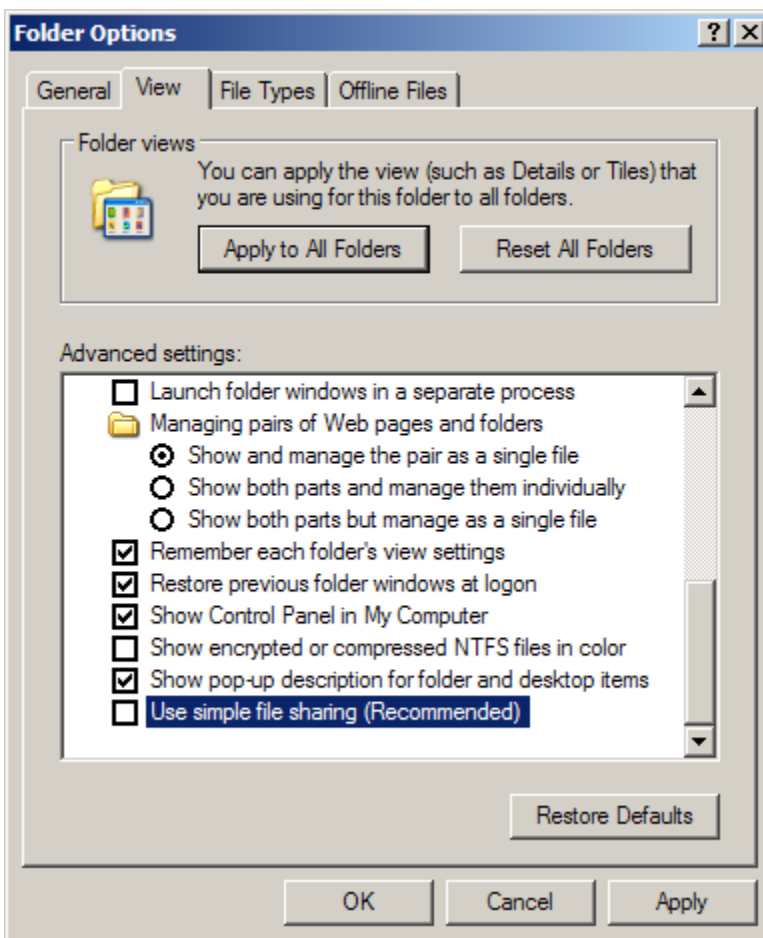 Folder Options
General View File Types Offline Files
Folder views
You can apply the view (such as Details or Tiles) that
you are using for this folder to all folders.
Apply to All Folders Reset All Folders
Advanced settings:
Launch folder windows in a separate process
Managing pairs of Web pages and folders
Show and manage the pair as a single file
Show both parts and manage them individually
Show both parts but manage as a single file
Remember each folder's view settings
Restore previous folder windows at logon
Show Control Panel in My Computer
Show encrypted or compressed NTFS files in color
Show pop-up description for folder and desktop items
Use simple file sharing (Recommended)
Restore Defaults
OK Cancel Apply